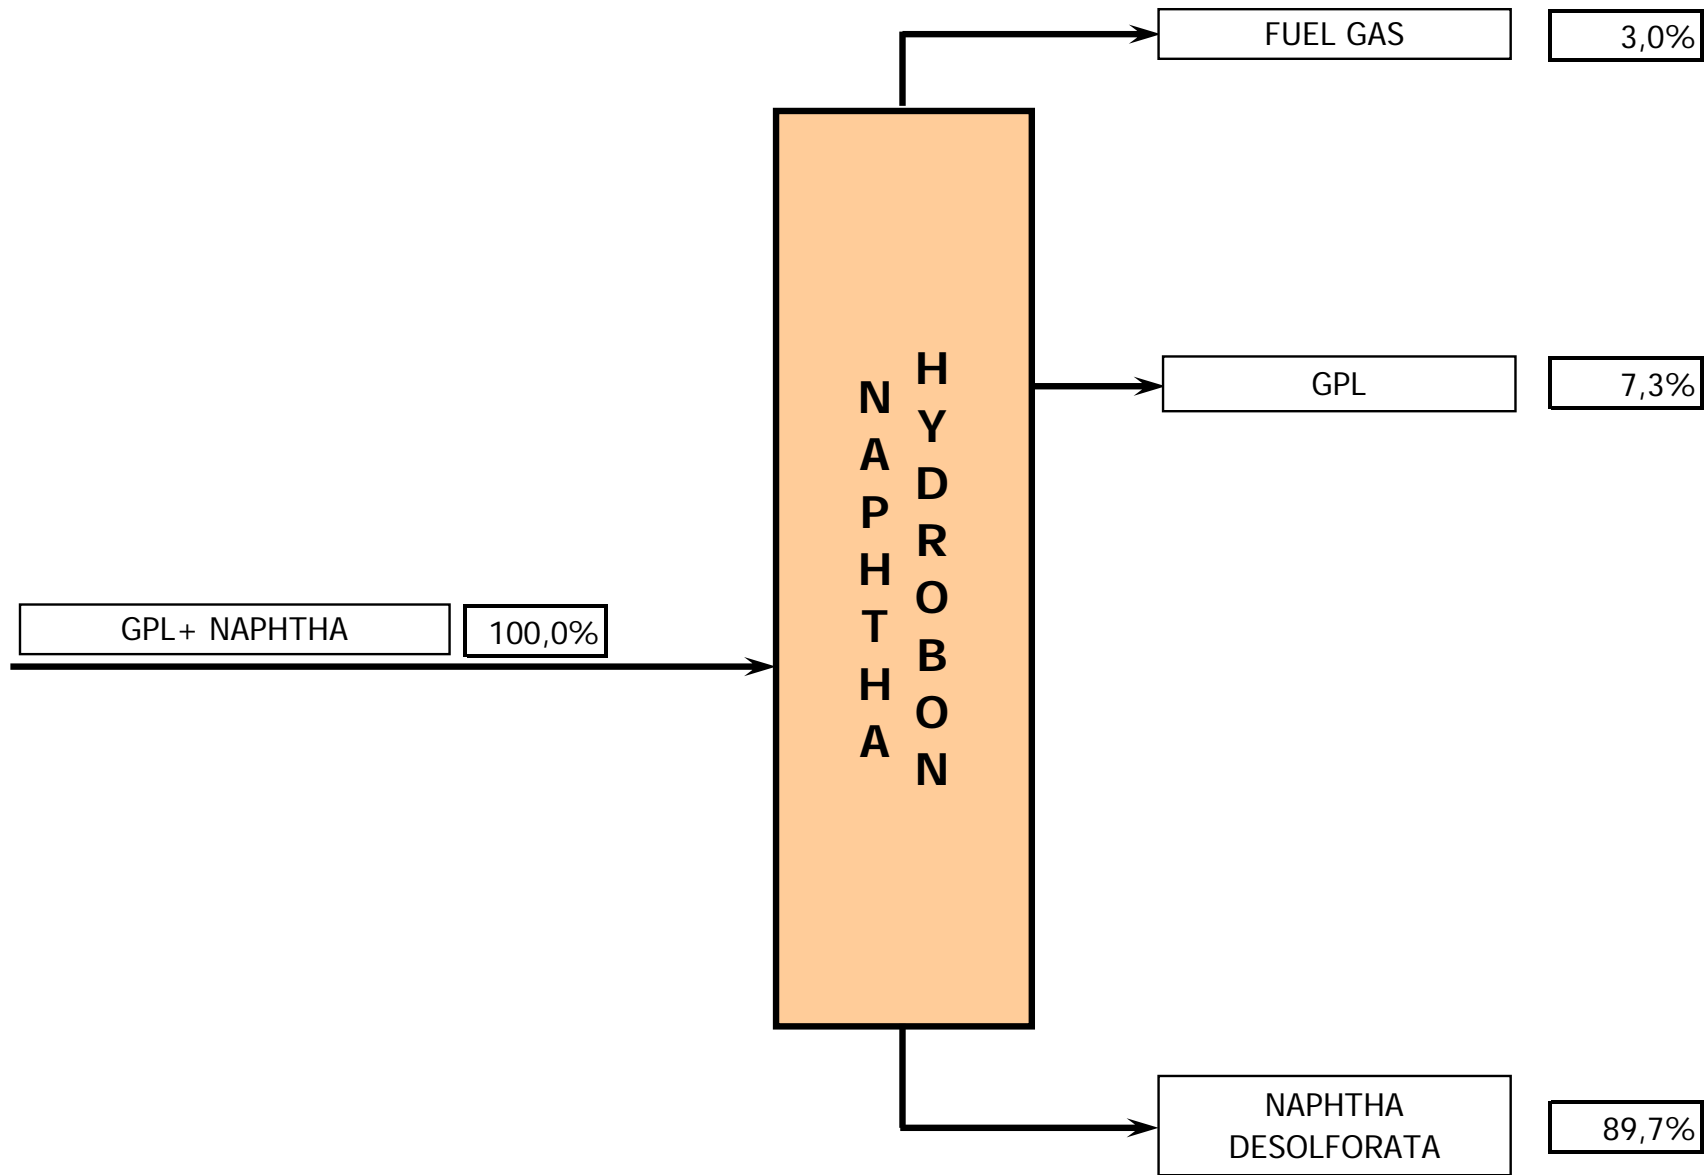 FUEL GAS 3,0%
GPL 7,3%
NAPHTHA
HYDROBON
GPL+ NAPHTHA 100,0%
NAPHTHA
DESOLFORATA 89,7%